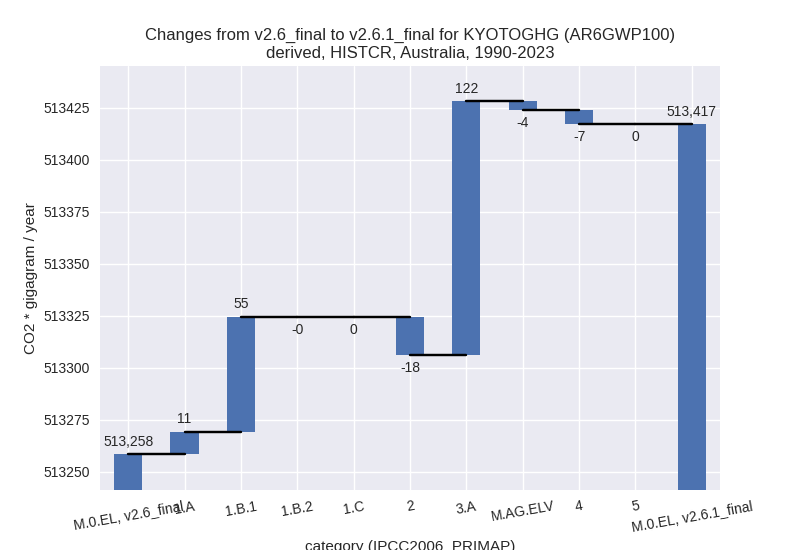 Changes from v2.6_final to v2.6.1_final for KYOTOGHG (AR6GWP100)
derived, HISTCR, Australia, 1990-2023
CO2 * gigagram / year
513425
513400
513375
513350
513325
513300
513275
513250
513,258
11
55
-0
0
-18
122
-4
-7
0
513,417
M.0.EL, v2.6_final
1.A
1.B.1
1.B.2
1.C
2
3.A
M.AG.ELV
4
5
M.0.EL, v2.6.1_final
category (IPCC2006_PRIMAP)